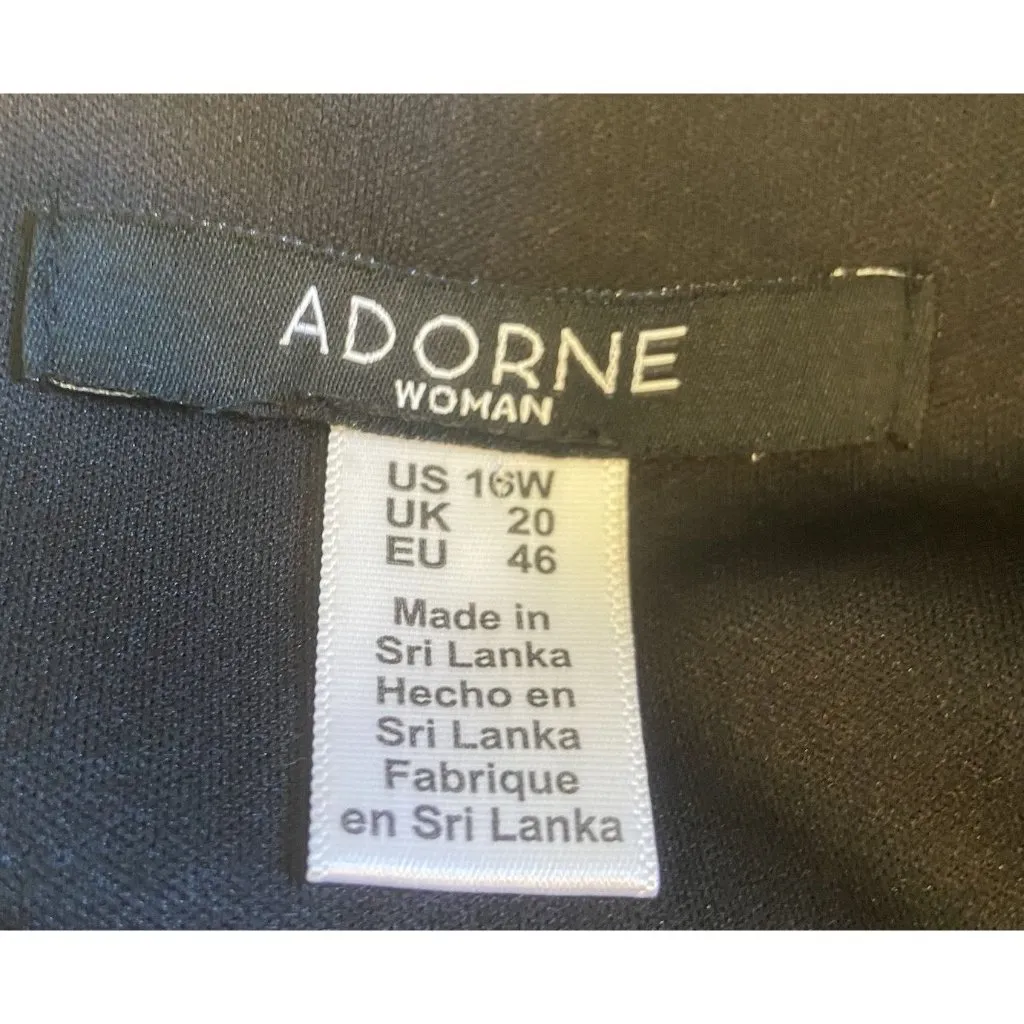 ADORNE
WOMAN
US 16W
UK 20
EU 46
Made in
Sri Lanka
Hecho en
Sri Lanka
Fabrique
en Sri Lanka